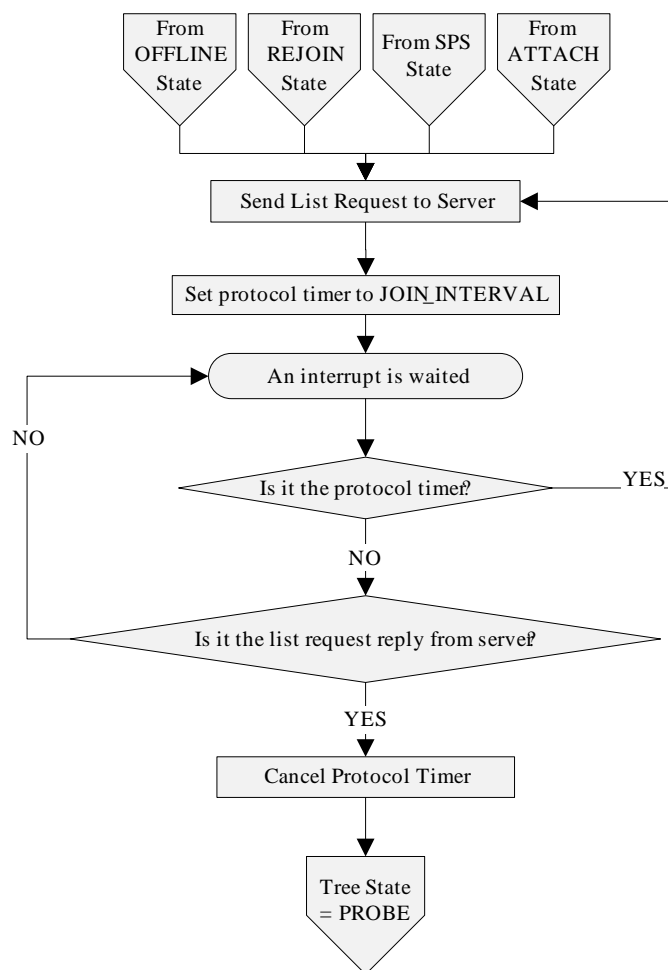 From
OFFLINE
State
From
REJOIN
State
From SPS
State
From
ATTACH
State
Send List Request to Server
Set protocol timer to JOIN_INTERVAL
An interrupt is waited
NO
Is it the protocol timer?
YES
NO
Is it the list request reply from server?
YES
Cancel Protocol Timer
Tree State
= PROBE